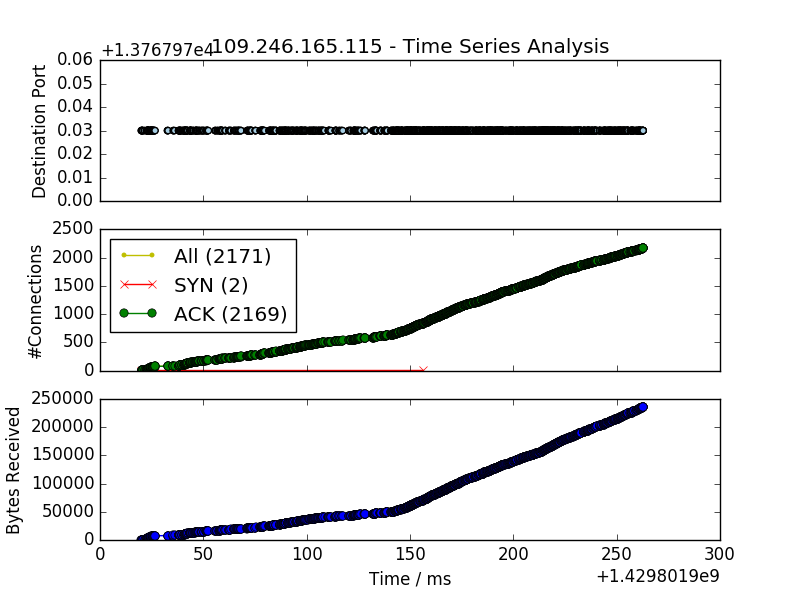 +1.376797e4
109.246.165.115 - Time Series Analysis
0.06
0.05
0.04
0.03
0.02
0.01
0.00
Destination Port
2500
2000
1500
1000
500
0
#Connections
All (2171)
SYN (2)
ACK (2169)
250000
200000
150000
100000
50000
0
Bytes Received
0 50 100 150 200 250 300
Time / ms
+1.4298019e9